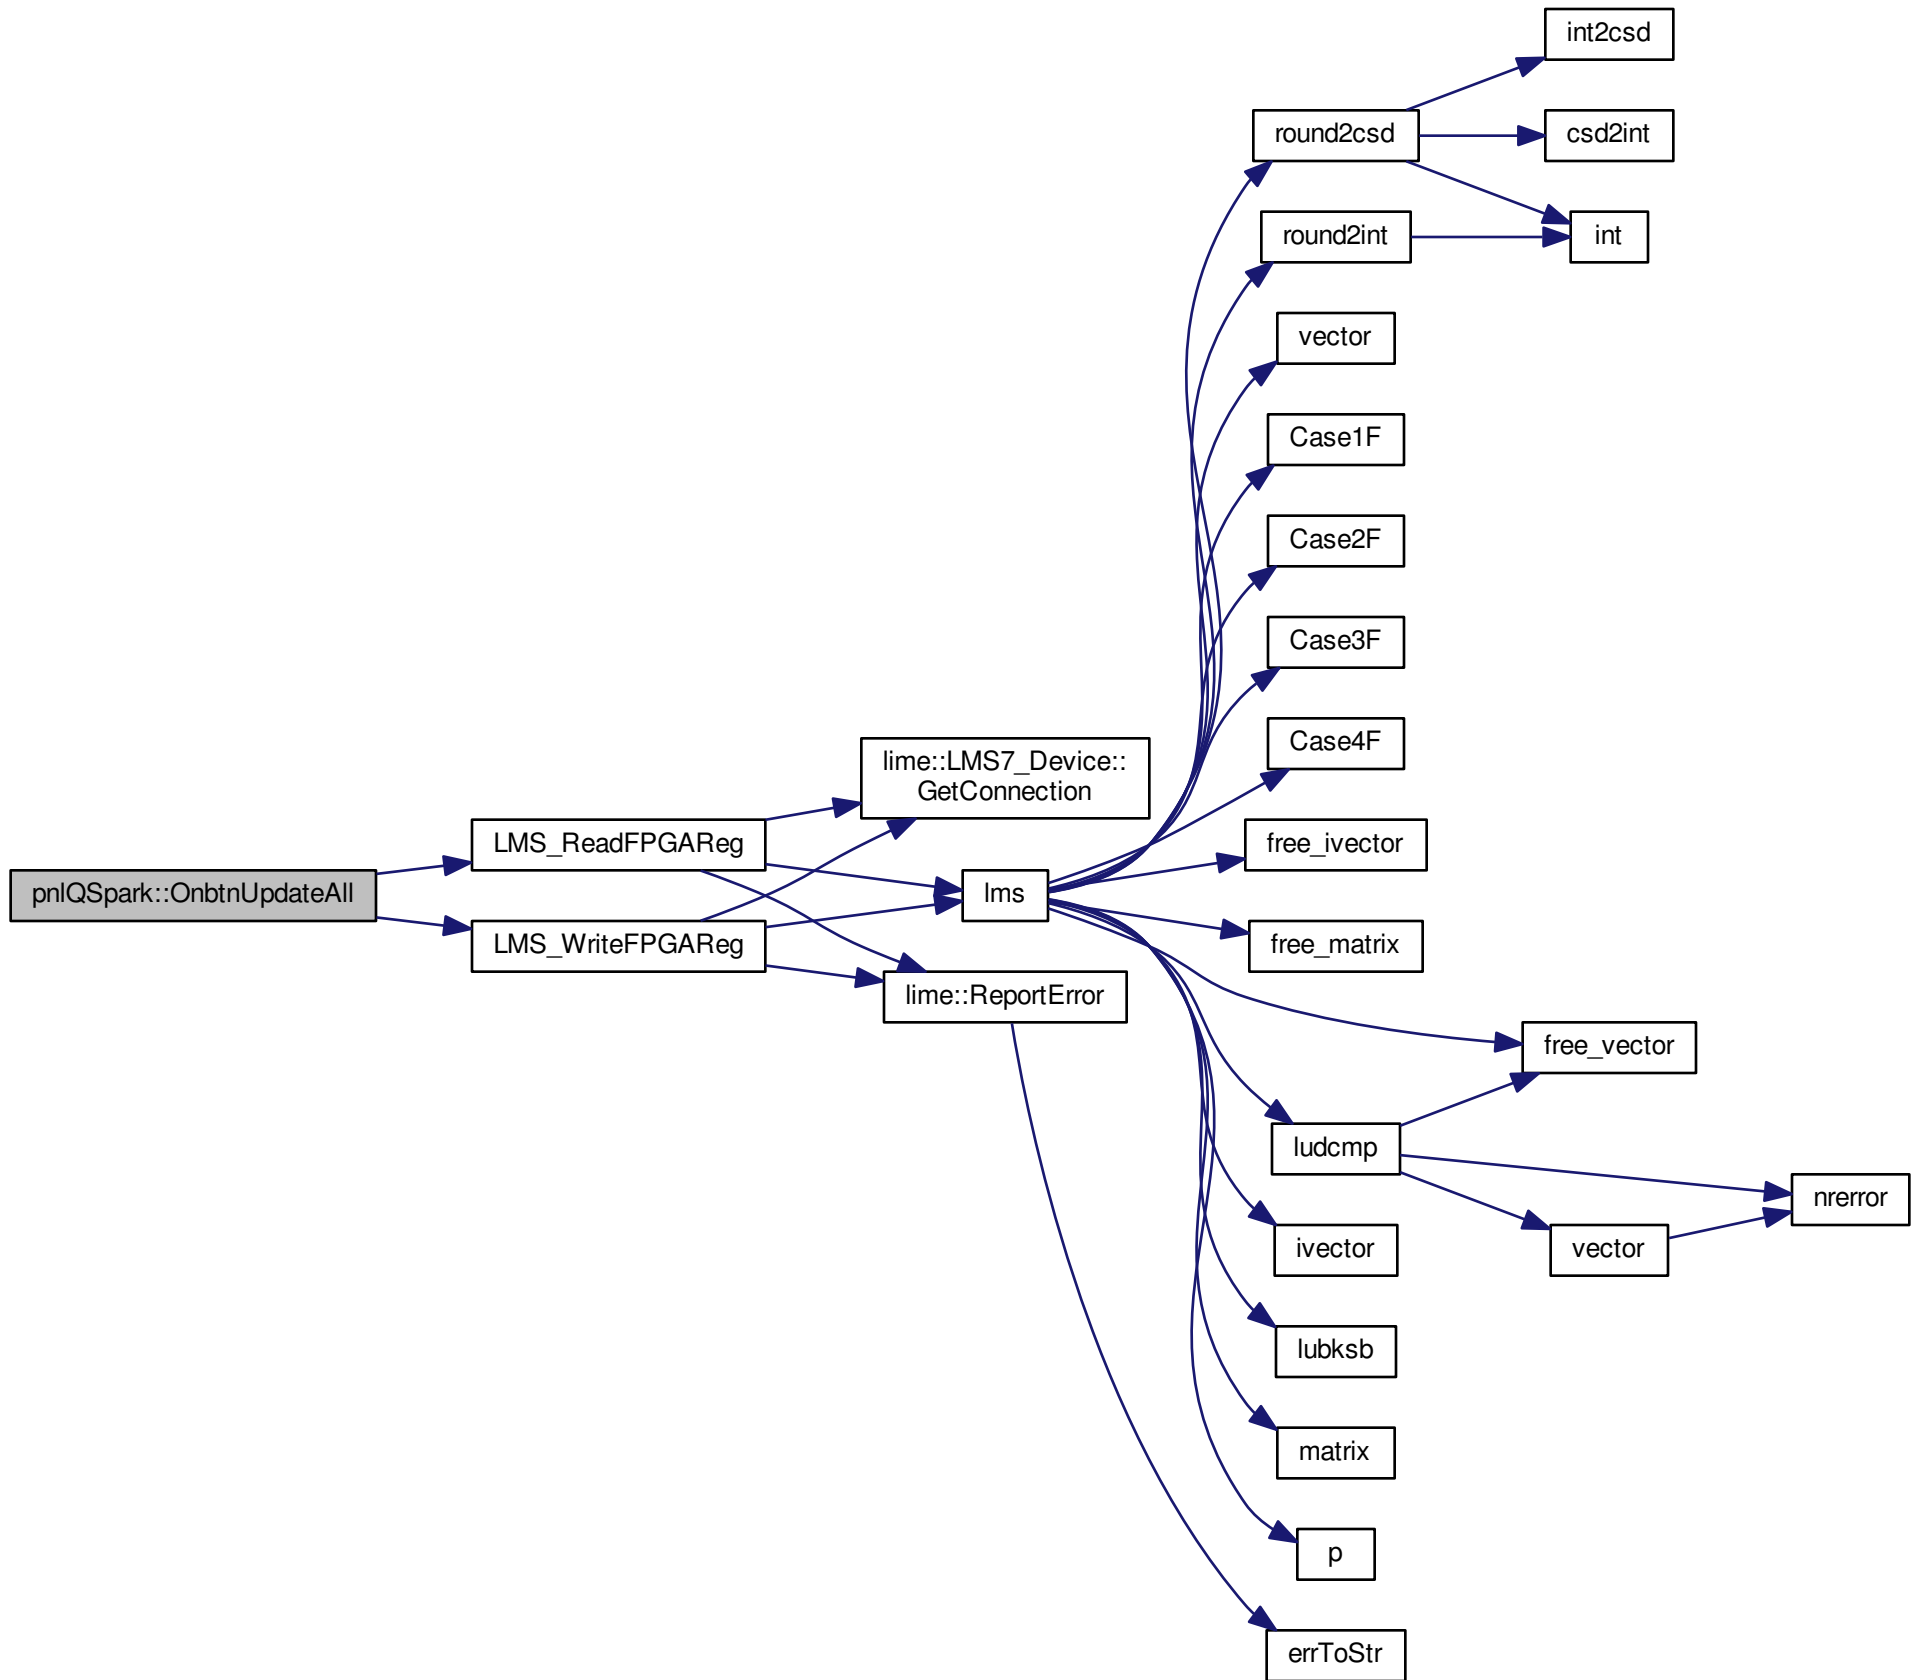 int2csd
round2csd
csd2int
round2int
int
vector
Case1F
Case2F
Case3F
Case4F
lime::LMS7_Device::
GetConnection
LMS_ReadFPGAReg
free_ivector
pnlQSpark::OnbtnUpdateAll
lms
LMS_WriteFPGAReg
free_matrix
lime::ReportError
free_vector
ludcmp
nrerror
ivector
vector
lubksb
matrix
p
errToStr